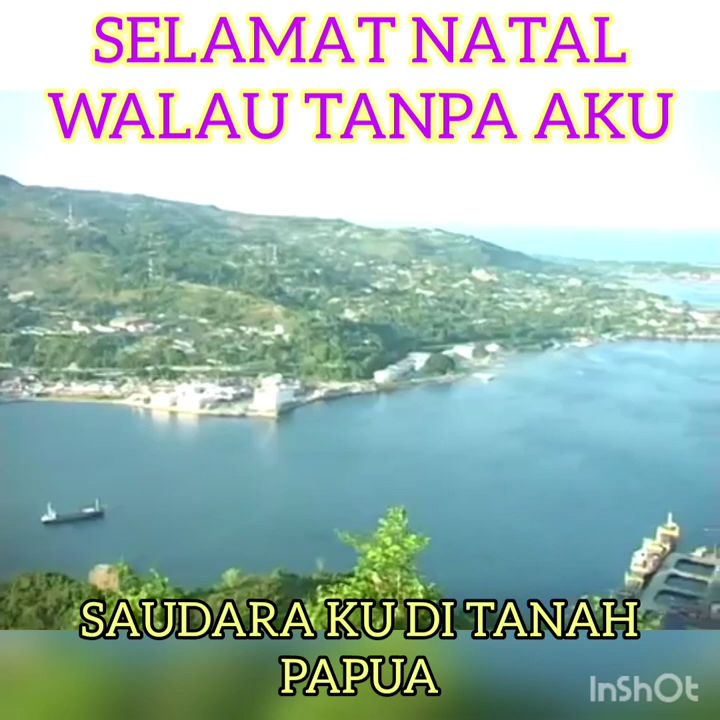 SELAMAT NATAL
WALAU TANPA AKU
SAUDARA KU DI TANAH
PAPUA
InShOt